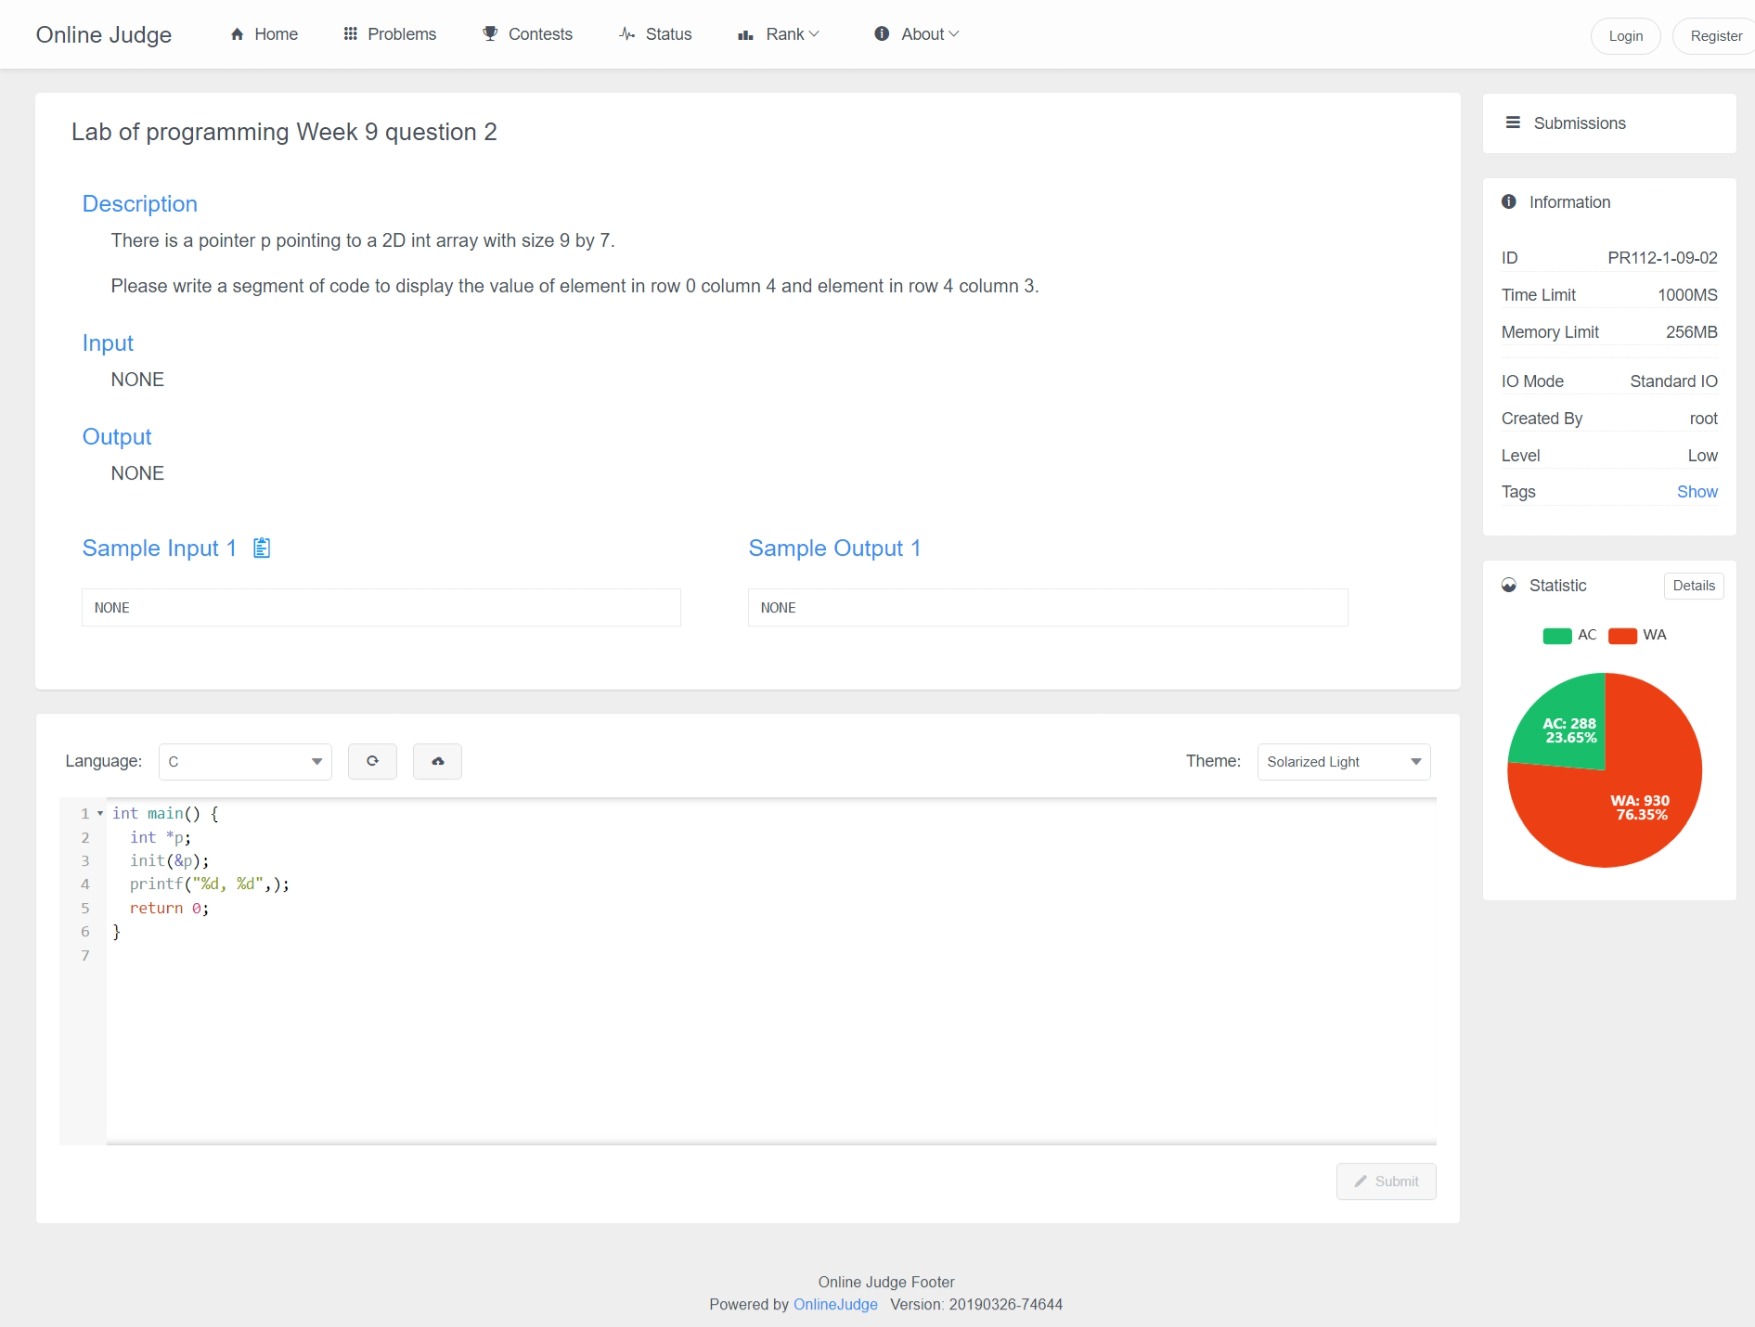 Online Judge Home Problems Contests Status Rank About Login Register
Lab of programming Week 9 question 2
Description
There is a pointer p pointing to a 2D int array with size 9 by 7.
Please write a segment of code to display the value of element in row 0 column 4 and element in row 4 column 3.
Input
NONE
Output
NONE
Sample Input 1
NONE
Sample Output 1
NONE
Language: C
Theme: Solarized Light
1 int main() {
2 int *p;
3 init(&p);
4 printf("%d, %d",);
5 return 0;
6 }
7
Submit
Submissions
Information
ID PR112-1-09-02
Time Limit 1000MS
Memory Limit 256MB
IO Mode Standard IO
Created By root
Level Low
Tags Show
Statistic Details
AC WA
AC: 288
23.65%
WA: 930
76.35%
Online Judge Footer
Powered by OnlineJudge Version: 20190326-74644